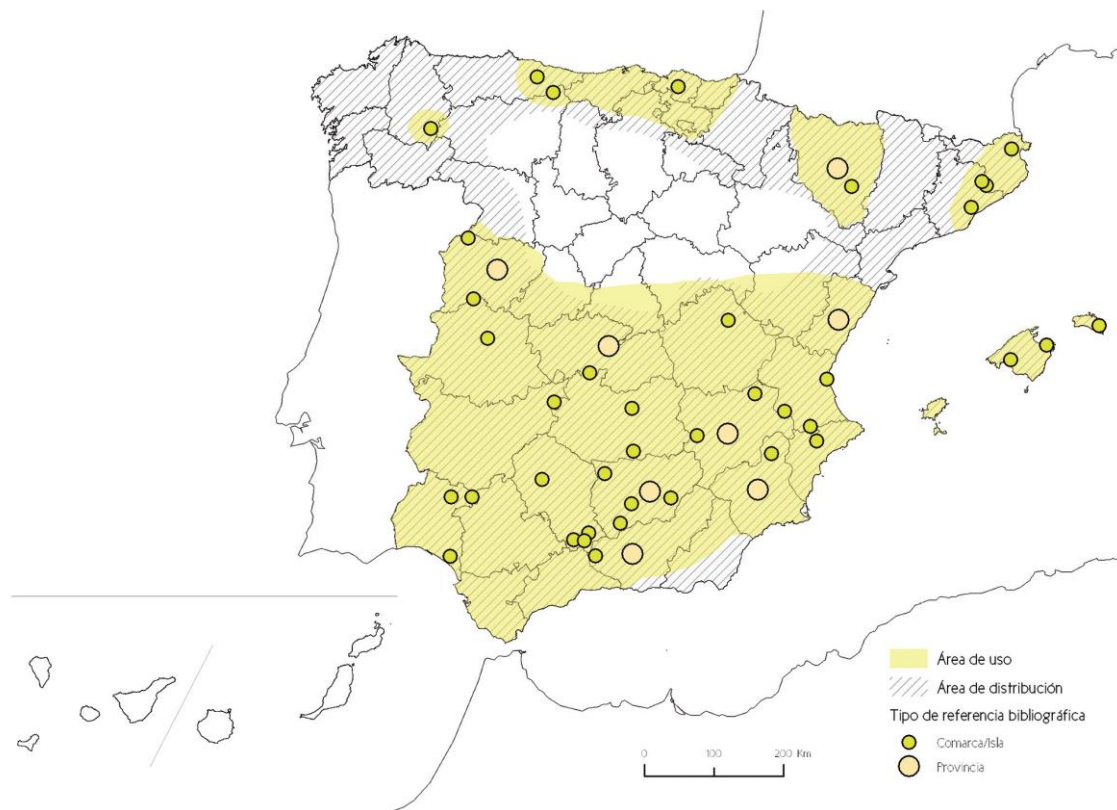 Área de uso
Área de distribución
Tipo de referencia bibliográfica
Comarca/Isla
Provincia
0 100 200 Km